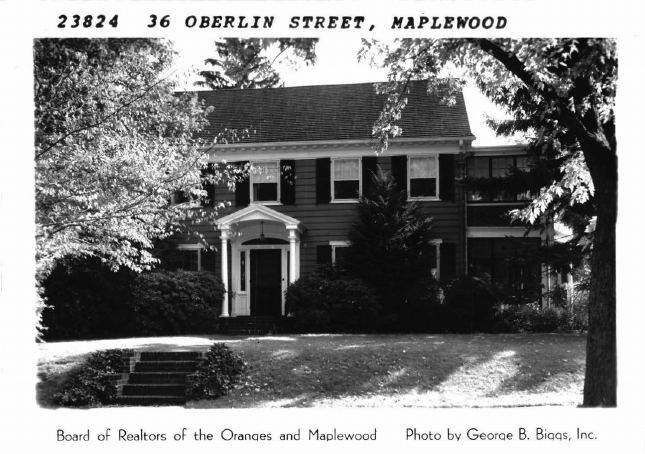 23824 36 OBERLIN STREET, MAPLEWOOD
Board of Realtors of the Oranges and Maplewood Photo by George B. Biggs, Inc.